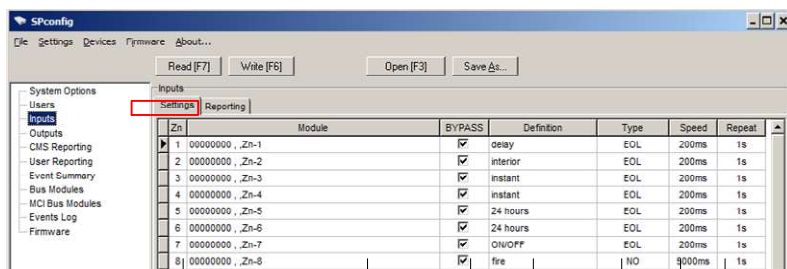 SPconfig
File Settings Devices Firmware About...
Read [F7] Write [F6] Open [F3] Save As...
System Options
Users
Inputs
Outputs
CMS Reporting
User Reporting
Event Summary
Bus Modules
MCI Bus Modules
Events Log
Firmware
Inputs
Settings Reporting
Zn Module BYPASS Definition Type Speed Repeat
1 00000000 , ,Zn-1 delay EOL 200ms 1s
2 00000000 , ,Zn-2 interior EOL 200ms 1s
3 00000000 , ,Zn-3 instant EOL 200ms 1s
4 00000000 , ,Zn-4 instant EOL 200ms 1s
5 00000000 , ,Zn-5 24 hours EOL 200ms 1s
6 00000000 , ,Zn-6 24 hours EOL 200ms 1s
7 00000000 , ,Zn-7 ON/OFF EOL 200ms 1s
8 00000000 , ,Zn-8 fire NO 5000ms 1s